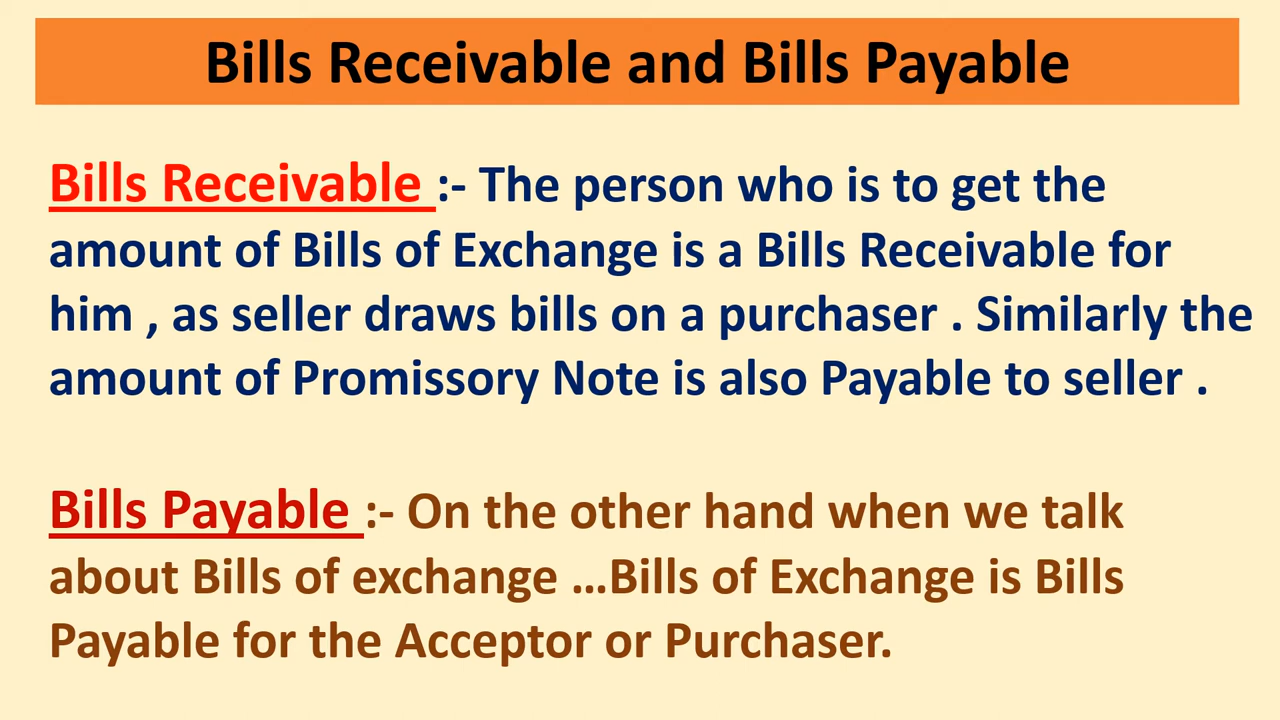 Bills Receivable and Bills Payable
Bills Receivable :- The person who is to get the
amount of Bills of Exchange is a Bills Receivable for
him , as seller draws bills on a purchaser . Similarly the
amount of Promissory Note is also Payable to seller .
Bills Payable :- On the other hand when we talk
about Bills of exchange ...Bills of Exchange is Bills
Payable for the Acceptor or Purchaser.